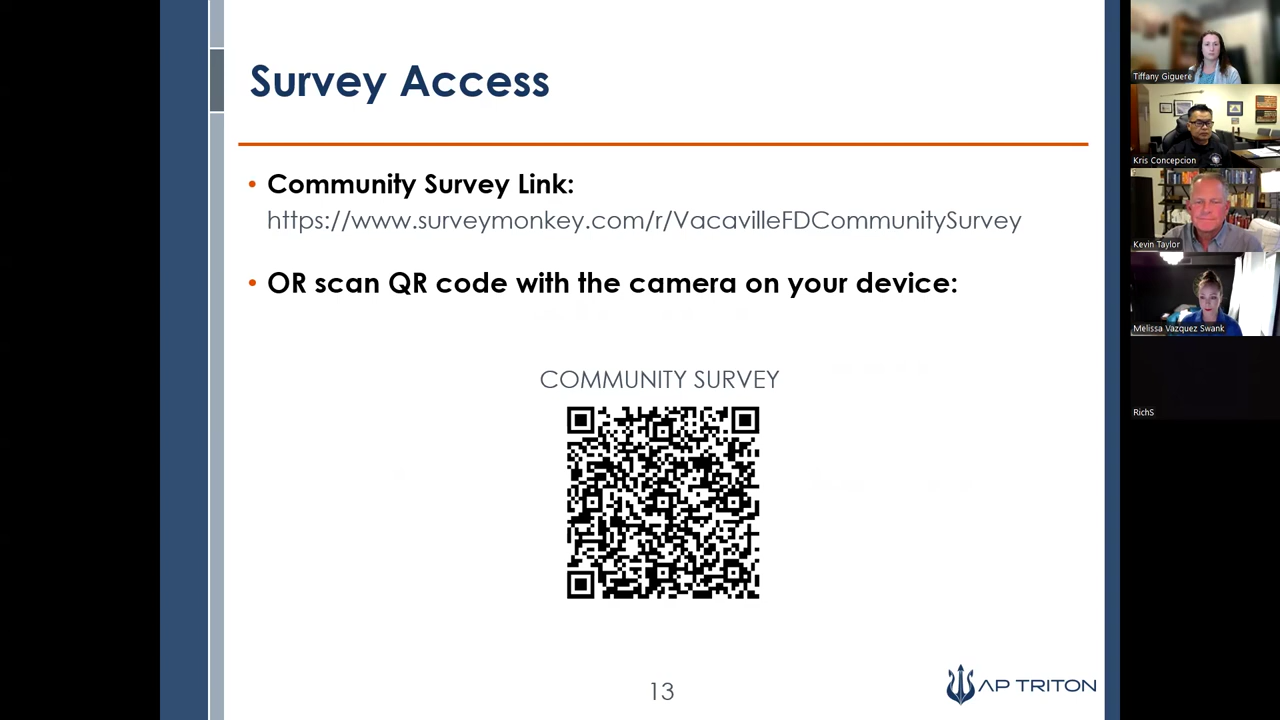 Survey Access
• Community Survey Link:
https://www.surveymonkey.com/r/VacavilleFDCommunitySurvey
• OR scan QR code with the camera on your device:
COMMUNITY SURVEY
13
AP TRITON
Tiffany Giguere
Kris Concepcion
Kevin Taylor
Melissa Vazquez Swank
RichS